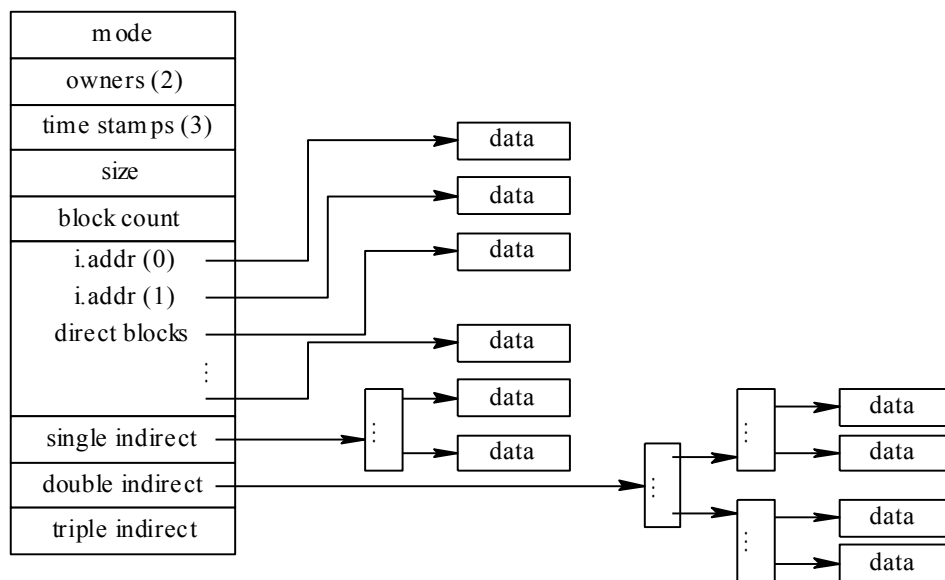 mode
owners (2)
time stamps (3)
size
block count
i.addr (0)
i.addr (1)
direct blocks
⋮
single indirect
double indirect
triple indirect
data
data
data
data
data
data
⋮
⋮
⋮
data
data
⋮
data
data